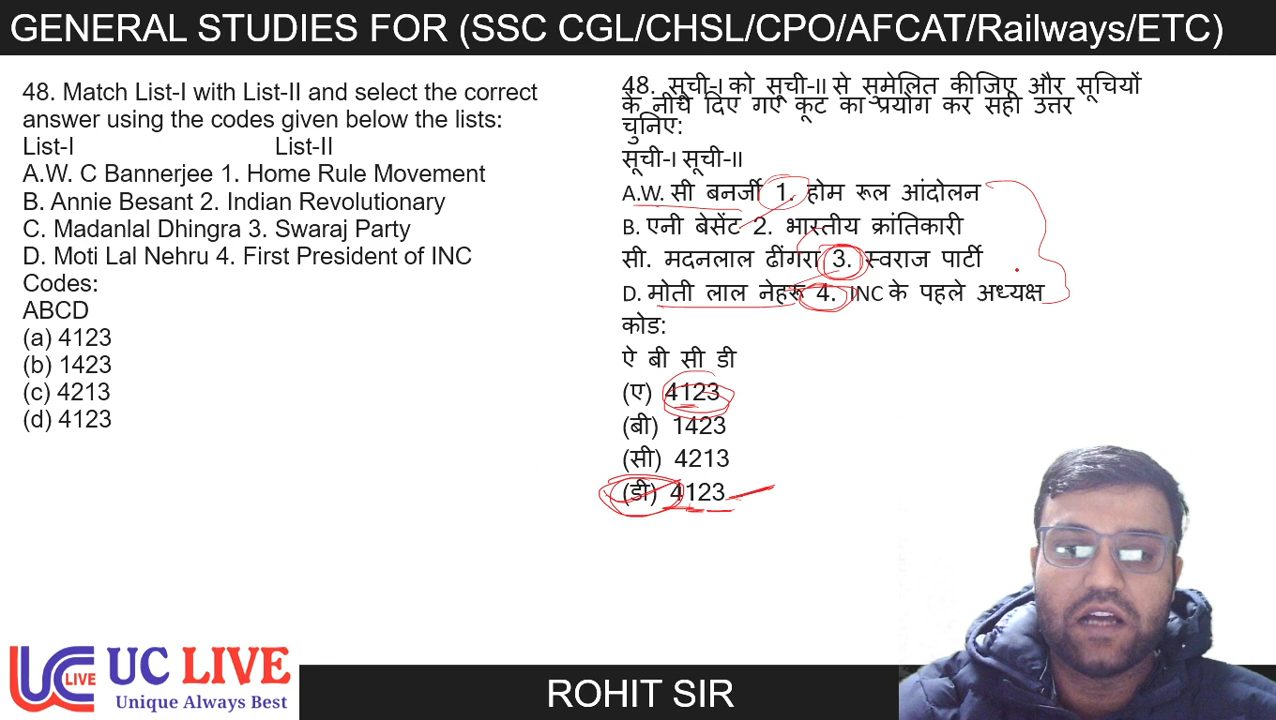 GENERAL STUDIES FOR (SSC CGL/CHSL/CPO/AFCAT/Railways/ETC)
48. Match List-I with List-II and select the correct
answer using the codes given below the lists:
List-I List-II
A.W. C Bannerjee 1. Home Rule Movement
B. Annie Besant 2. Indian Revolutionary
C. Madanlal Dhingra 3. Swaraj Party
D. Moti Lal Nehru 4. First President of INC
Codes:
ABCD
(a) 4123
(b) 1423
(c) 4213
(d) 4123
48. सूची-I को सूची-II से सुमेलित कीजिए और सूचियों
के नीचे दिए गए कूट का प्रयोग कर सही उत्तर
चुनिए:
सूची-I सूची-II
A.W. सी बनर्जी 1. होम रूल आंदोलन
B. एनी बेसेंट 2. भारतीय क्रांतिकारी
सी. मदनलाल ढींगरा 3. स्वराज पार्टी
D. मोती लाल नेहरू 4. INC के पहले अध्यक्ष
कोड:
ऐ बी सी डी
(ए) 4123
(बी) 1423
(सी) 4213
(डी) 4123
UC LIVE
LIVE
Unique Always Best
ROHIT SIR